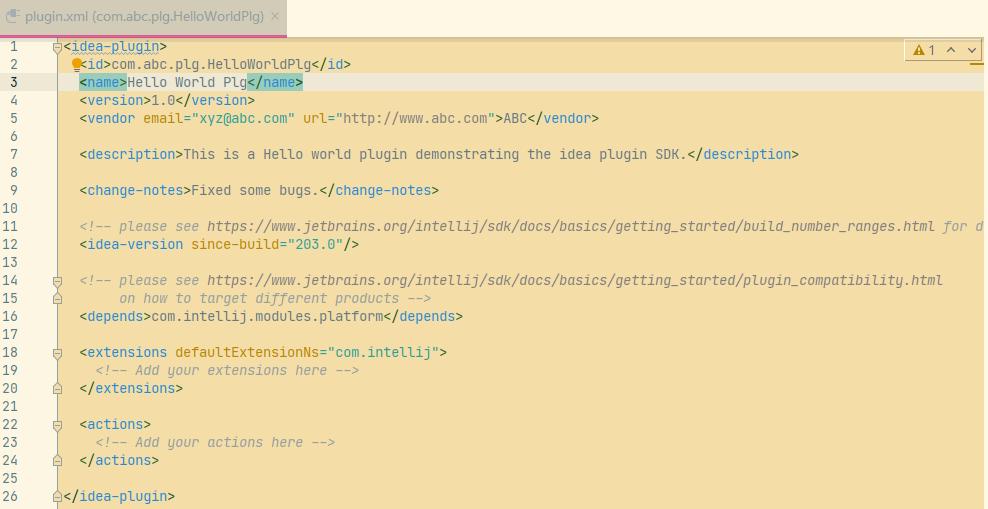 plugin.xml (com.abc.plg.HelloWorldPlg)
1 <idea-plugin>
1
2 <id>com.abc.plg.HelloWorldPlg</id>
3 <name>Hello World Plg</name>
4 <version>1.0</version>
5 <vendor email="xyz@abc.com" url="http://www.abc.com">ABC</vendor>
6
7 <description>This is a Hello world plugin demonstrating the idea plugin SDK.</description>
8
9 <change-notes>Fixed some bugs.</change-notes>
10
11 <!-- please see https://www.jetbrains.org/intellij/sdk/docs/basics/getting_started/build_number_ranges.html for d
12 <idea-version since-build="203.0"/>
13
14 <!-- please see https://www.jetbrains.org/intellij/sdk/docs/basics/getting_started/plugin_compatibility.html
15 on how to target different products -->
16 <depends>com.intellij.modules.platform</depends>
17
18 <extensions defaultExtensionNs="com.intellij">
19 <!-- Add your extensions here -->
20 </extensions>
21
22 <actions>
23 <!-- Add your actions here -->
24 </actions>
25
26 </idea-plugin>